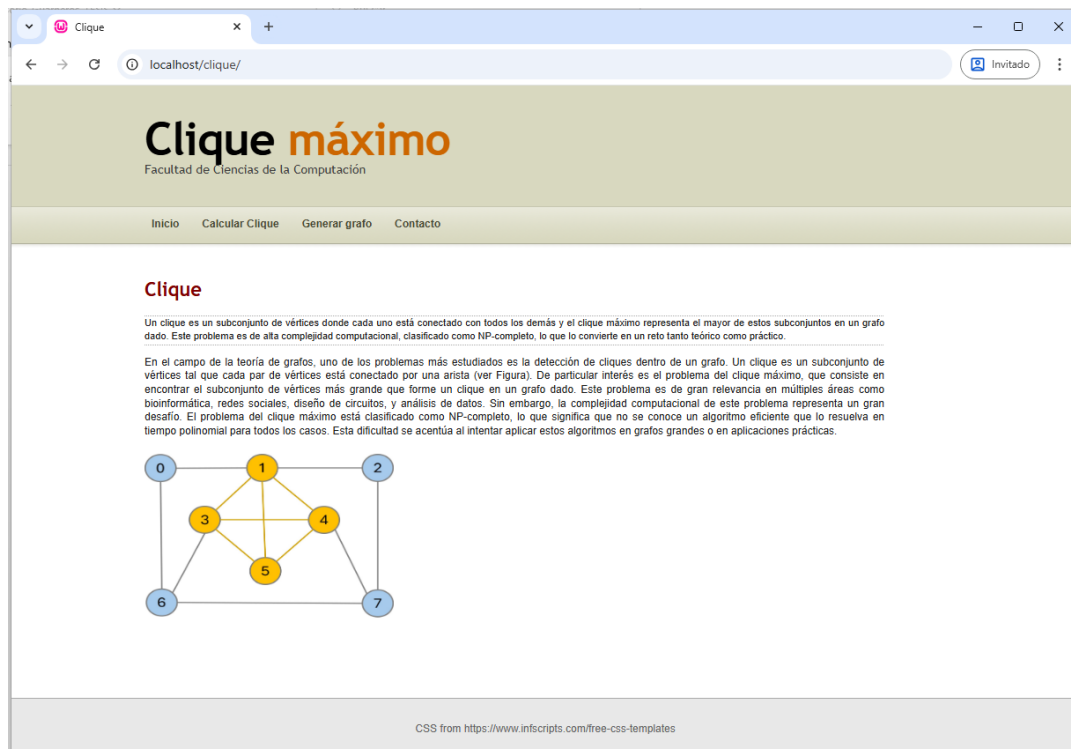 Clique
localhost/clique/
Invitado
Clique máximo
Facultad de Ciencias de la Computación
Inicio Calcular Clique Generar grafo Contacto
Clique
Un clique es un subconjunto de vértices donde cada uno está conectado con todos los demás y el clique máximo representa el mayor de estos subconjuntos en un grafo
dado. Este problema es de alta complejidad computacional, clasificado como NP-completo, lo que lo convierte en un reto tanto teórico como práctico.
En el campo de la teoría de grafos, uno de los problemas más estudiados es la detección de cliques dentro de un grafo. Un clique es un subconjunto de
vértices tal que cada par de vértices está conectado por una arista (ver Figura). De particular interés es el problema del clique máximo, que consiste en
encontrar el subconjunto de vértices más grande que forme un clique en un grafo dado. Este problema es de gran relevancia en múltiples áreas como
bioinformática, redes sociales, diseño de circuitos, y análisis de datos. Sin embargo, la complejidad computacional de este problema representa un gran
desafío. El problema del clique máximo está clasificado como NP-completo, lo que significa que no se conoce un algoritmo eficiente que lo resuelva en
tiempo polinomial para todos los casos. Esta dificultad se acentúa al intentar aplicar estos algoritmos en grafos grandes o en aplicaciones prácticas.
0 1 2
3 4
5
6 7
CSS from https://www.infscripts.com/free-css-templates